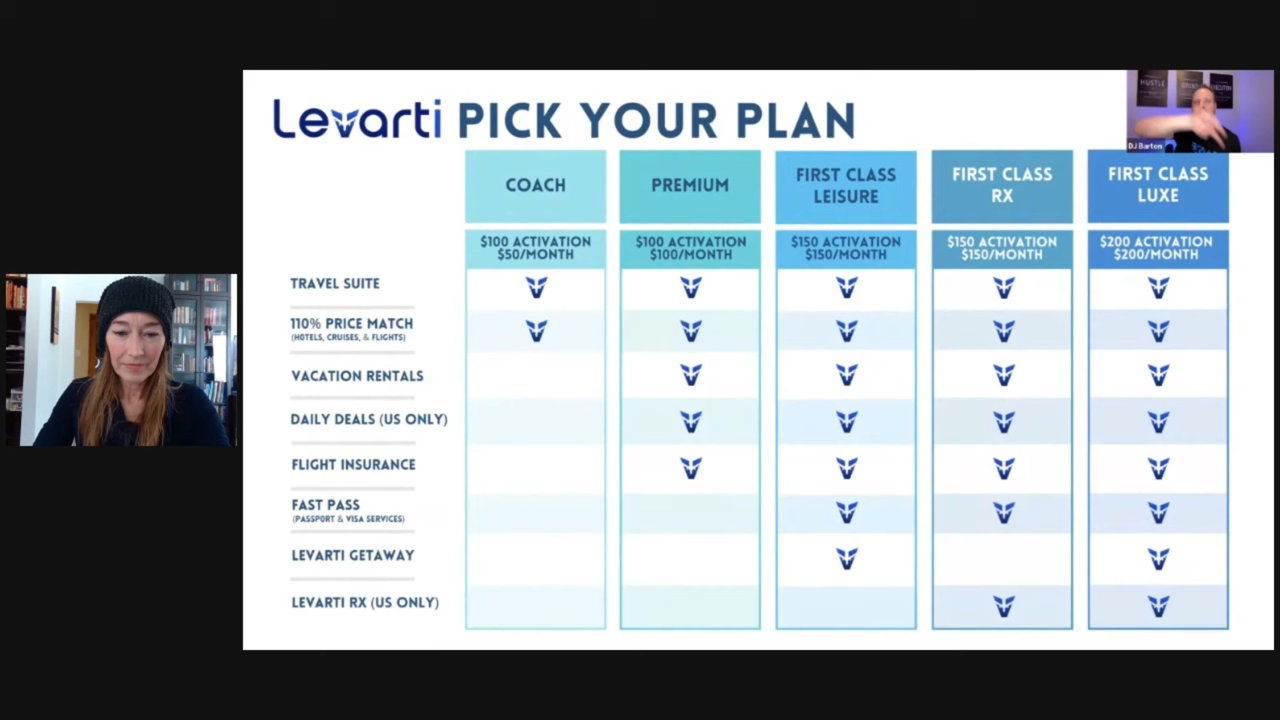 Levarti PICK YOUR PLAN
HUSTLE
DJ Barton
COACH
PREMIUM
FIRST CLASS
LEISURE
FIRST CLASS
RX
FIRST CLASS
LUXE
$100 ACTIVATION
$50/MONTH
$100 ACTIVATION
$100/MONTH
$150 ACTIVATION
$150/MONTH
$150 ACTIVATION
$150/MONTH
$200 ACTIVATION
$200/MONTH
TRAVEL SUITE
110% PRICE MATCH
(HOTELS, CRUISES, & FLIGHTS)
VACATION RENTALS
DAILY DEALS (US ONLY)
FLIGHT INSURANCE
FAST PASS
(PASSPORT & VISA SERVICES)
LEVARTI GETAWAY
LEVARTI RX (US ONLY)